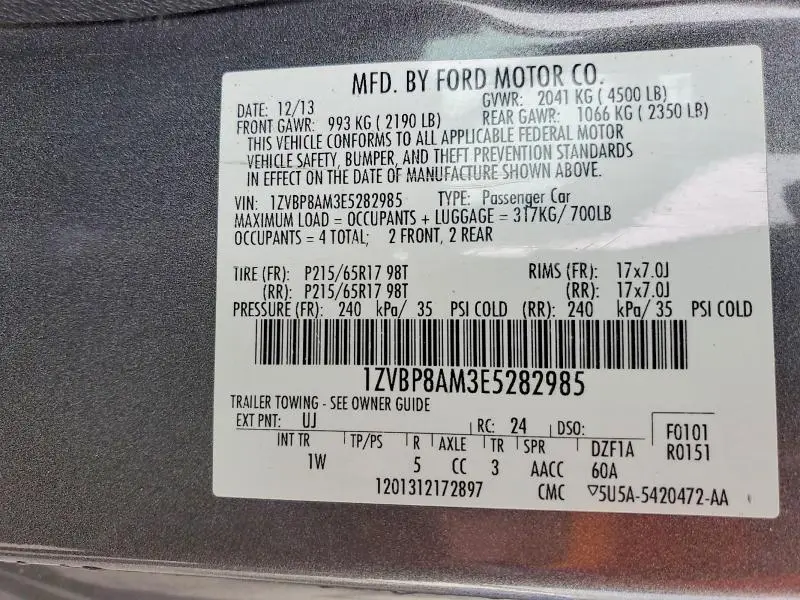 MFD. BY FORD MOTOR CO.
DATE: 12/13 GVWR: 2041 KG ( 4500 LB)
FRONT GAWR: 993 KG ( 2190 LB) REAR GAWR: 1066 KG ( 2350 LB)
THIS VEHICLE CONFORMS TO ALL APPLICABLE FEDERAL MOTOR
VEHICLE SAFETY, BUMPER, AND THEFT PREVENTION STANDARDS
IN EFFECT ON THE DATE OF MANUFACTURE SHOWN ABOVE.
VIN: 1ZVBP8AM3E5282985 TYPE: Passenger Car
MAXIMUM LOAD = OCCUPANTS + LUGGAGE = 317KG/ 700LB
OCCUPANTS = 4 TOTAL; 2 FRONT, 2 REAR
TIRE (FR): P215/65R17 98T RIMS (FR): 17x7.0J
(RR): P215/65R17 98T (RR): 17x7.0J
PRESSURE (FR): 240 kPa/ 35 PSI COLD (RR): 240 kPa/ 35 PSI COLD
1ZVBP8AM3E5282985
TRAILER TOWING - SEE OWNER GUIDE
EXT PNT: UJ RC: 24 DSO: F0101
INT TR TP/PS R AXLE TR SPR DZF1A R0151
1W 5 CC 3 AACC 60A
1201312172897 CMC ▽5U5A-5420472-AA